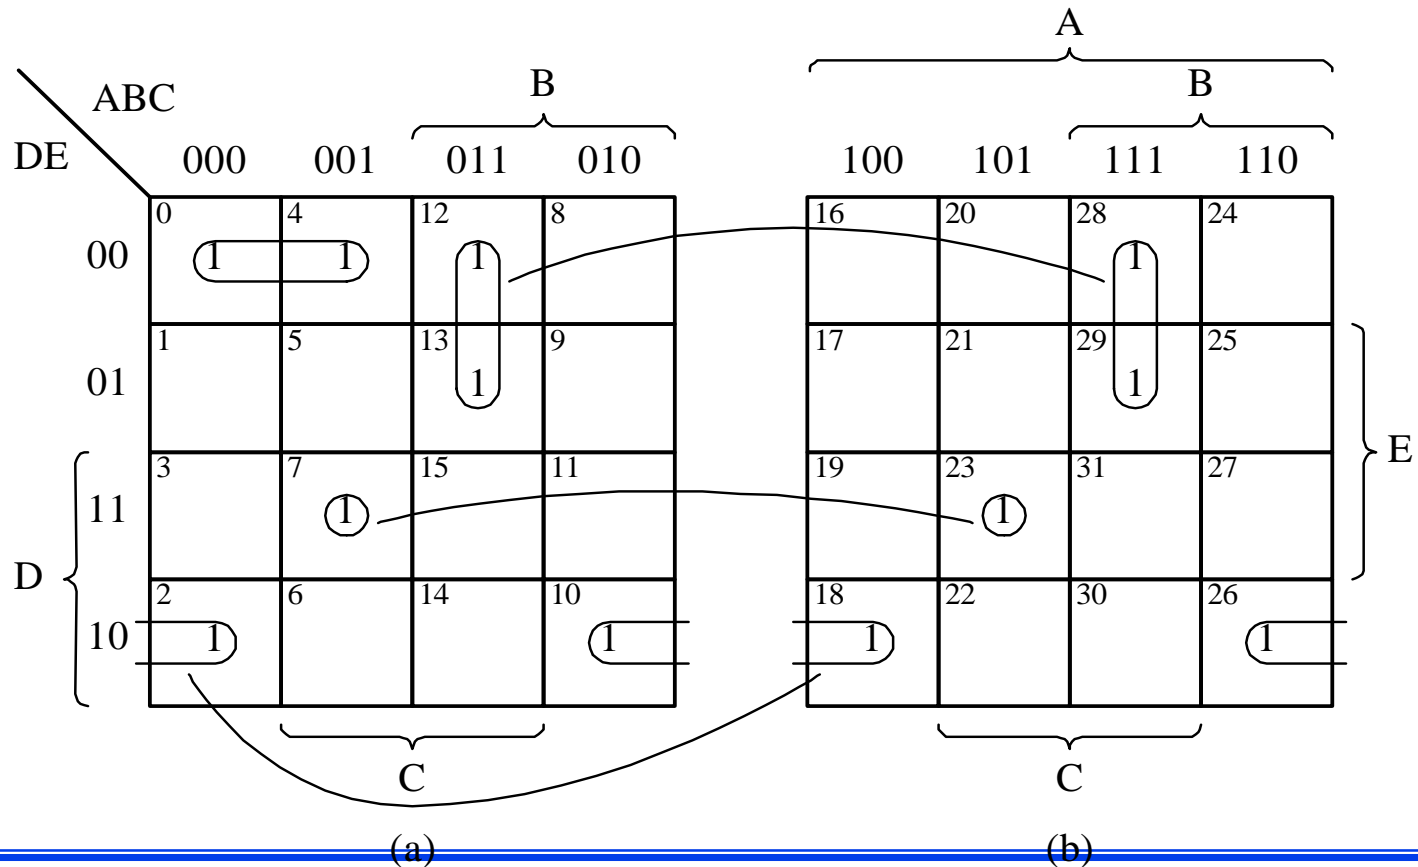 A
B B
ABC
DE 000 001 011 010 100 101 111 110
0 4 12 8 16 20 28 24
00 1 1 1 1
1 5 13 9 17 21 29 25
01 1 1
E
3 7 15 11 19 23 31 27
11 1 1
D
2 6 14 10 18 22 30 26
10 1 1 1 1
C C
(a) (b)